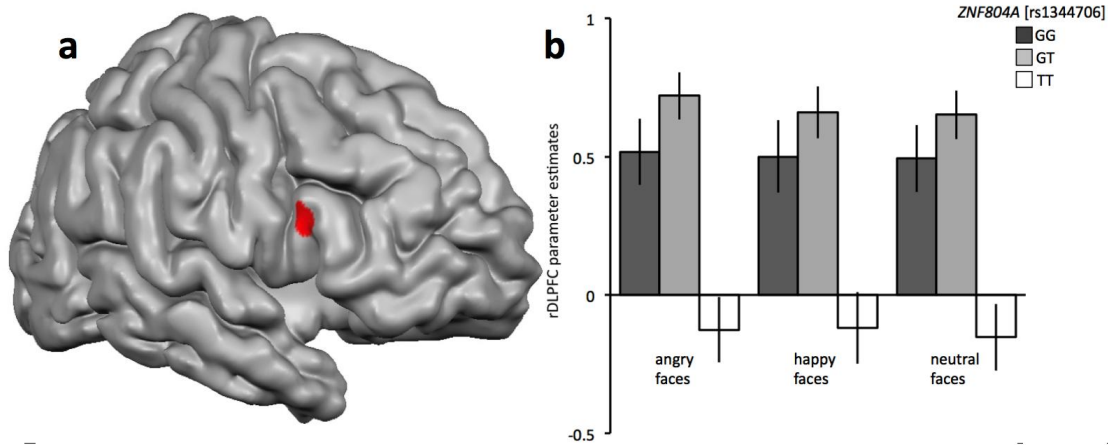 a
b
ZNF804A [rs1344706]
GG
GT
TT
rDLPFC parameter estimates
1
0.5
0
-0.5
angry
faces
happy
faces
neutral
faces